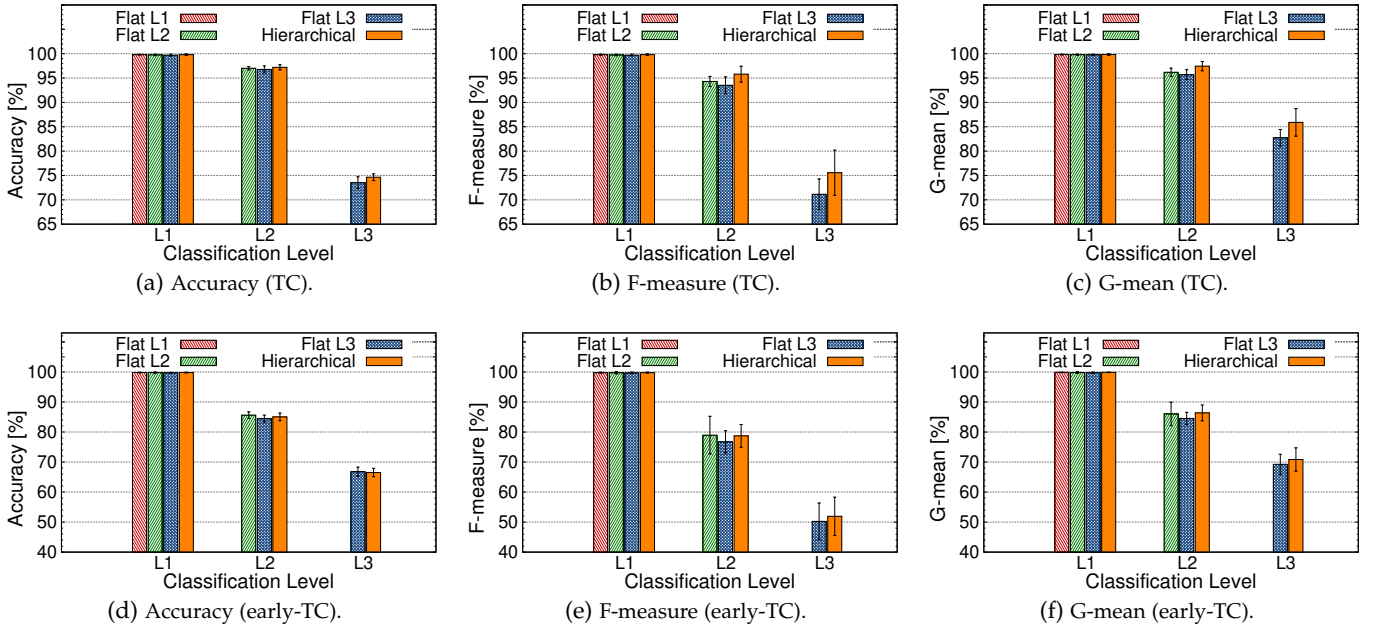 Flat L1 Flat L3
Flat L2 Hierarchical
Accuracy [%]
100
95
90
85
80
75
70
65
L1 L2 L3
Classification Level
(a) Accuracy (TC).
Flat L1 Flat L3
Flat L2 Hierarchical
F-measure [%]
100
95
90
85
80
75
70
65
L1 L2 L3
Classification Level
(b) F-measure (TC).
Flat L1 Flat L3
Flat L2 Hierarchical
G-mean [%]
100
95
90
85
80
75
70
65
L1 L2 L3
Classification Level
(c) G-mean (TC).
Flat L1 Flat L3
Flat L2 Hierarchical
Accuracy [%]
100
90
80
70
60
50
40
L1 L2 L3
Classification Level
(d) Accuracy (early-TC).
Flat L1 Flat L3
Flat L2 Hierarchical
F-measure [%]
100
90
80
70
60
50
40
L1 L2 L3
Classification Level
(e) F-measure (early-TC).
Flat L1 Flat L3
Flat L2 Hierarchical
G-mean [%]
100
90
80
70
60
50
40
L1 L2 L3
Classification Level
(f) G-mean (early-TC).